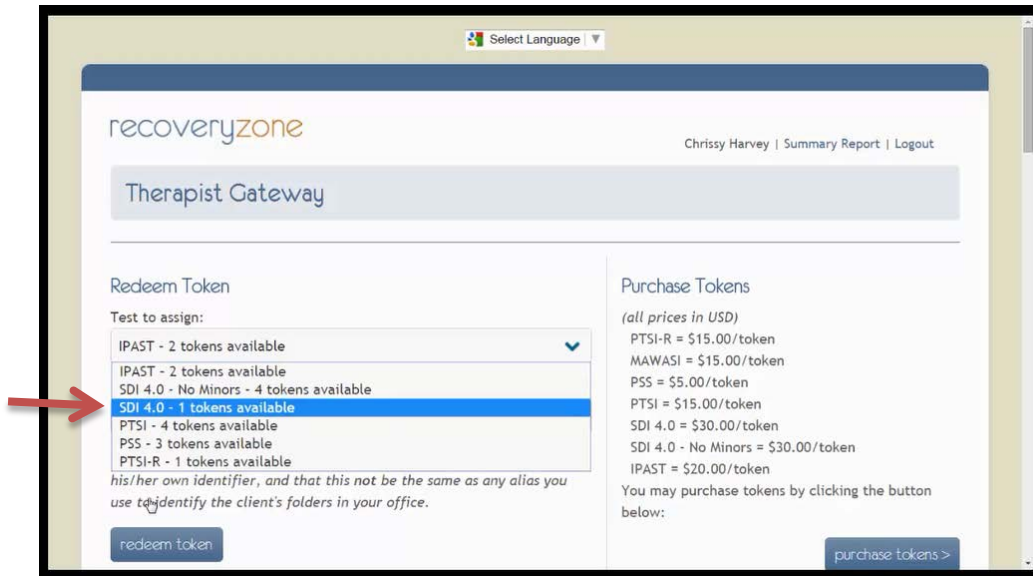 Select Language ▼
recoveryzone
Chrissy Harvey | Summary Report | Logout
Therapist Gateway
Redeem Token
Test to assign:
IPAST - 2 tokens available
IPAST - 2 tokens available
SDI 4.0 - No Minors - 4 tokens available
SDI 4.0 - 1 tokens available
PTSI - 4 tokens available
PSS - 3 tokens available
PTSI-R - 1 tokens available
his/her own identifier, and that this not be the same as any alias you
use to identify the client's folders in your office.
redeem token
Purchase Tokens
(all prices in USD)
PTSI-R = $15.00/token
MAWASI = $15.00/token
PSS = $5.00/token
PTSI = $15.00/token
SDI 4.0 = $30.00/token
SDI 4.0 - No Minors = $30.00/token
IPAST = $20.00/token
You may purchase tokens by clicking the button
below:
purchase tokens >